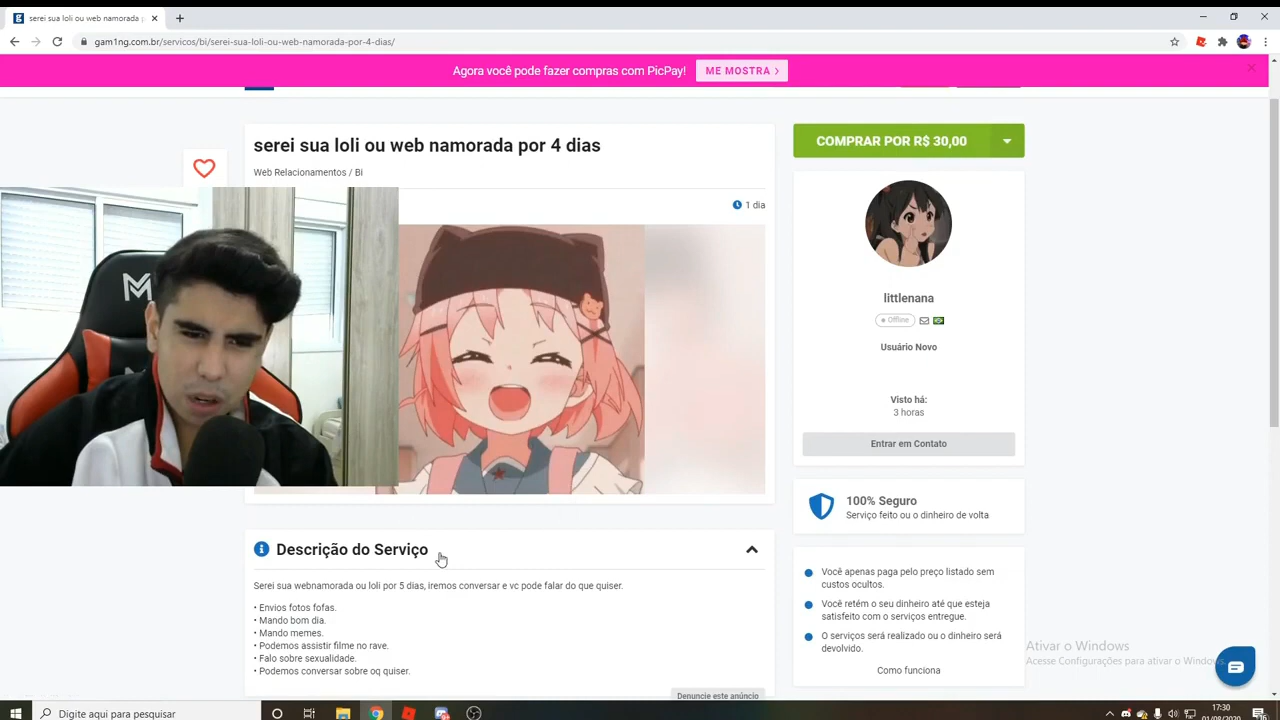 serei sua loli ou web namorada p
gam1ng.com.br/servicos/bi/serei-sua-loli-ou-web-namorada-por-4-dias/
Agora você pode fazer compras com PicPay!
ME MOSTRA >
serei sua loli ou web namorada por 4 dias
Web Relacionamentos / Bi
1 dia
COMPRAR POR R$ 30,00
littlenana
Offline
Usuário Novo
Visto há:
3 horas
Entrar em Contato
100% Seguro
Serviço feito ou o dinheiro de volta
Descrição do Serviço
Serei sua webnamorada ou loli por 5 dias, iremos conversar e vc pode falar do que quiser.
• Envios fotos fofas.
• Mando bom dia.
• Mando memes.
• Podemos assistir filme no rave.
• Falo sobre sexualidade.
• Podemos conversar sobre oq quiser.
Denuncie este anúncio
Você apenas paga pelo preço listado sem
custos ocultos.
Você retém o seu dinheiro até que esteja
satisfeito com o serviços entregue.
O serviços será realizado ou o dinheiro será
devolvido.
Como funciona
Ativar o Windows
Acesse Configurações para ativar o Windows.
Digite aqui para pesquisar
17:30
01/08/2020